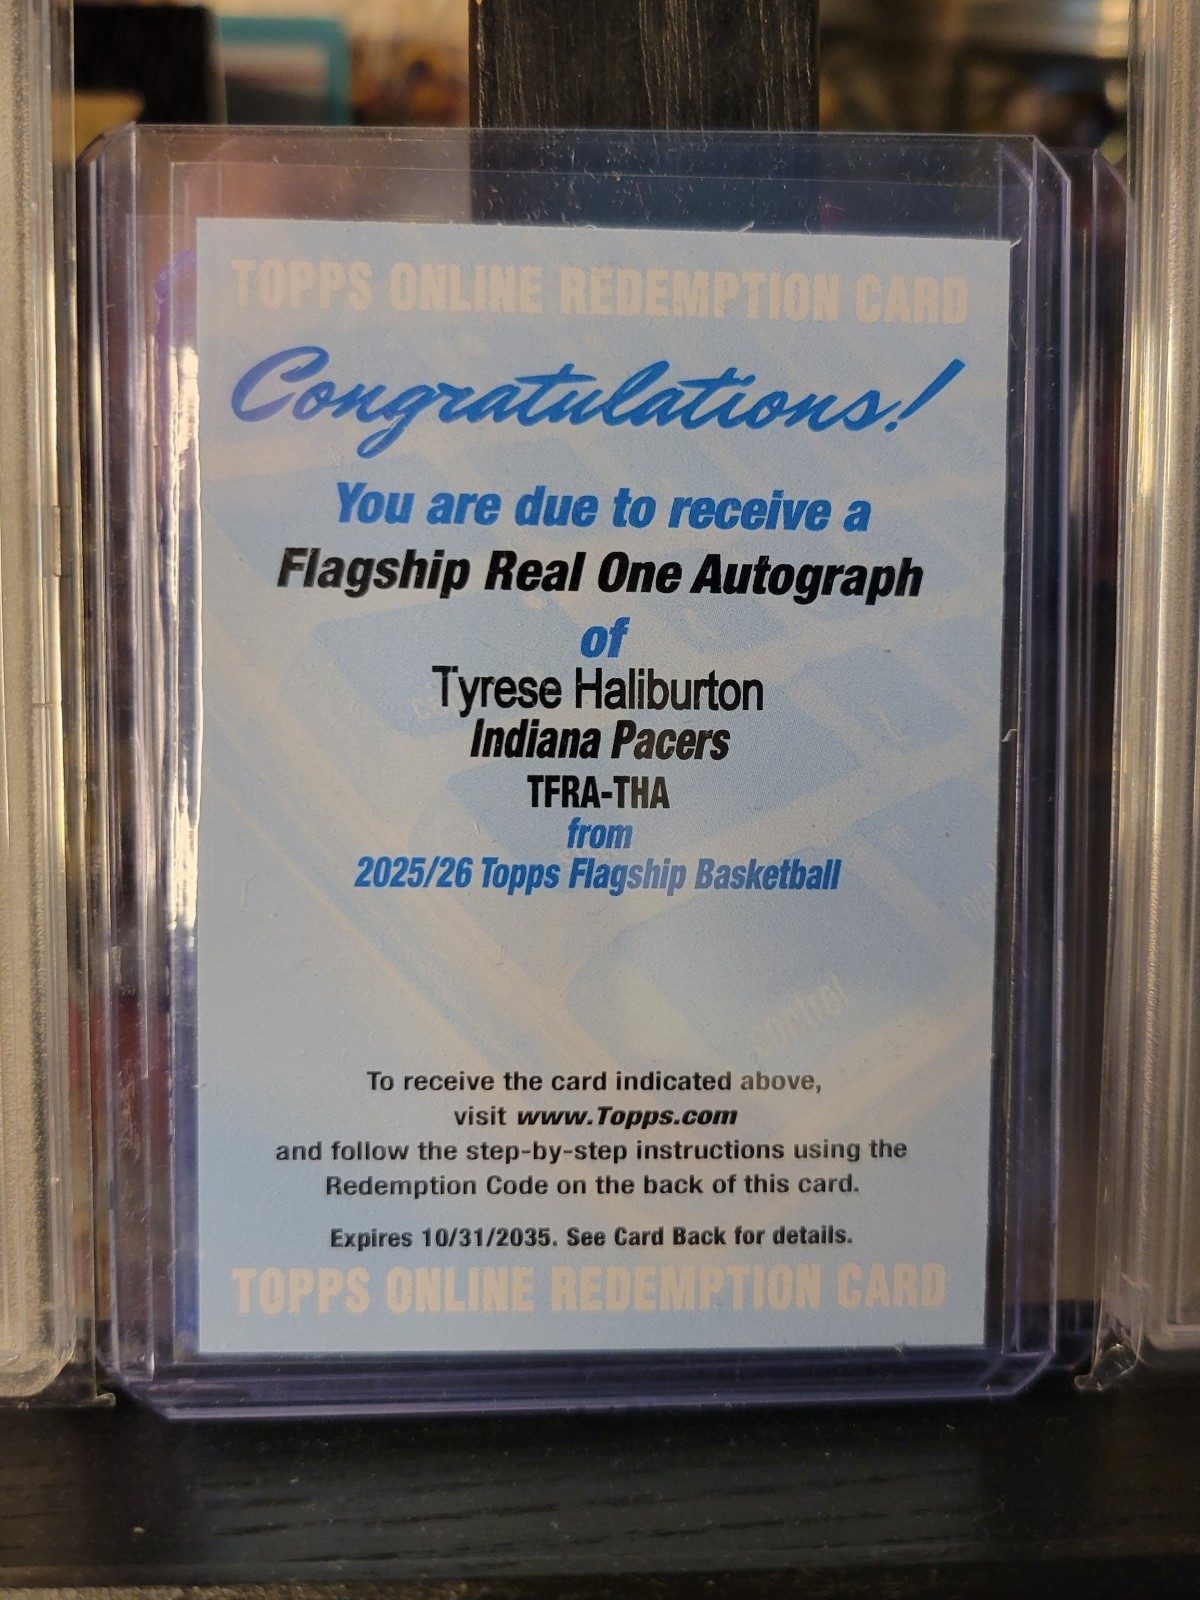 TOPPS ONLINE REDEMPTION CARD
Congratulations!
You are due to receive a
Flagship Real One Autograph
of
Tyrese Haliburton
Indiana Pacers
TFRA-THA
from
2025/26 Topps Flagship Basketball
control
To receive the card indicated above,
visit www.Topps.com
and follow the step-by-step instructions using the
Redemption Code on the back of this card.
Expires 10/31/2035. See Card Back for details.
TOPPS ONLINE REDEMPTION CARD